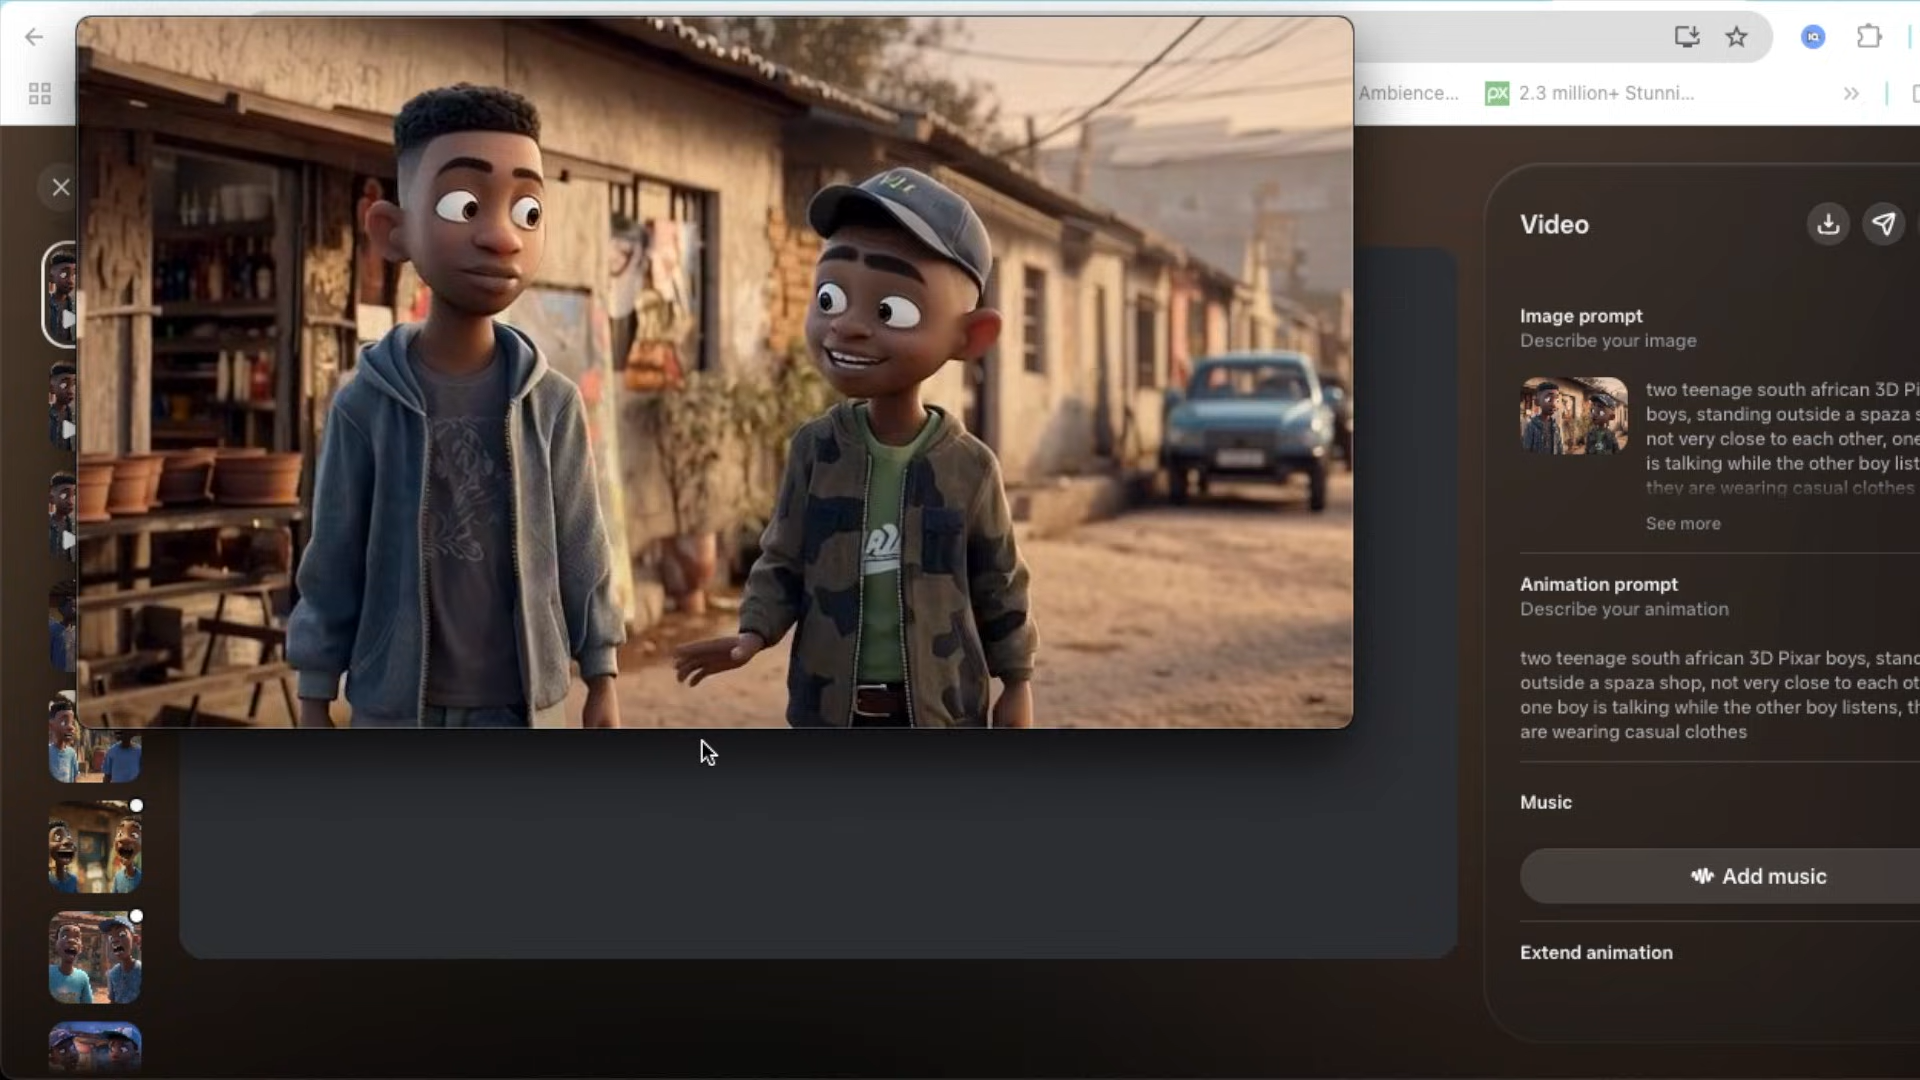 Ambience...
px 2.3 million+ Stunni...
IQ
Video
Image prompt
Describe your image
two teenage south african 3D Pi
boys, standing outside a spaza s
not very close to each other, one
is talking while the other boy list
they are wearing casual clothes
See more
Animation prompt
Describe your animation
two teenage south african 3D Pixar boys, stand
outside a spaza shop, not very close to each ot
one boy is talking while the other boy listens, th
are wearing casual clothes
Music
Add music
Extend animation